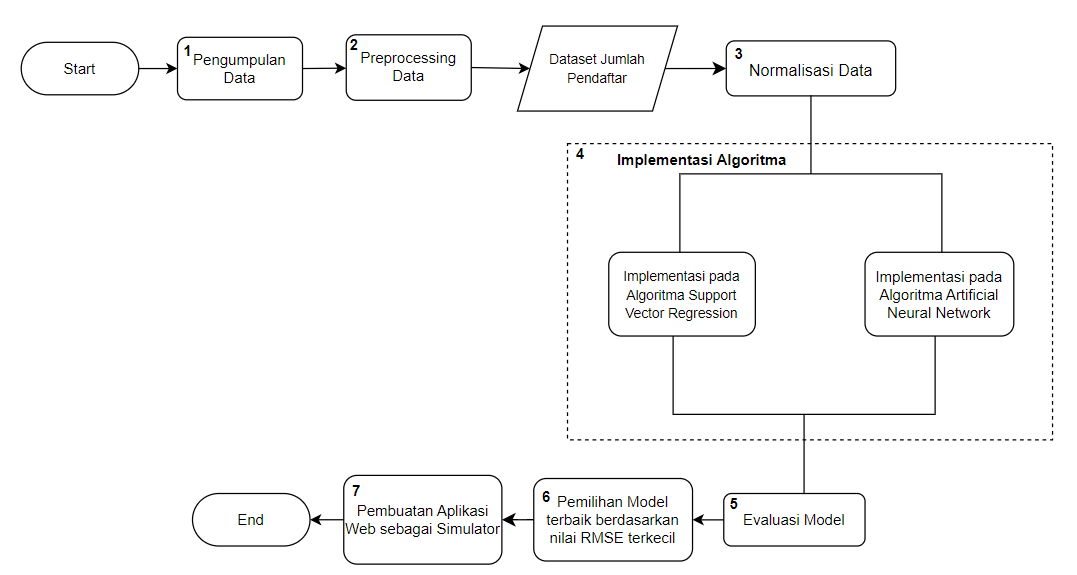 Start
1
Pengumpulan
Data
2
Preprocessing
Data
Dataset Jumlah
Pendaftar
3
Normalisasi Data
4
Implementasi Algoritma
Implementasi pada
Algoritma Support
Vector Regression
Implementasi pada
Algoritma Artificial
Neural Network
5
Evaluasi Model
6
Pemilihan Model
terbaik berdasarkan
nilai RMSE terkecil
7
Pembuatan Aplikasi
Web sebagai Simulator
End